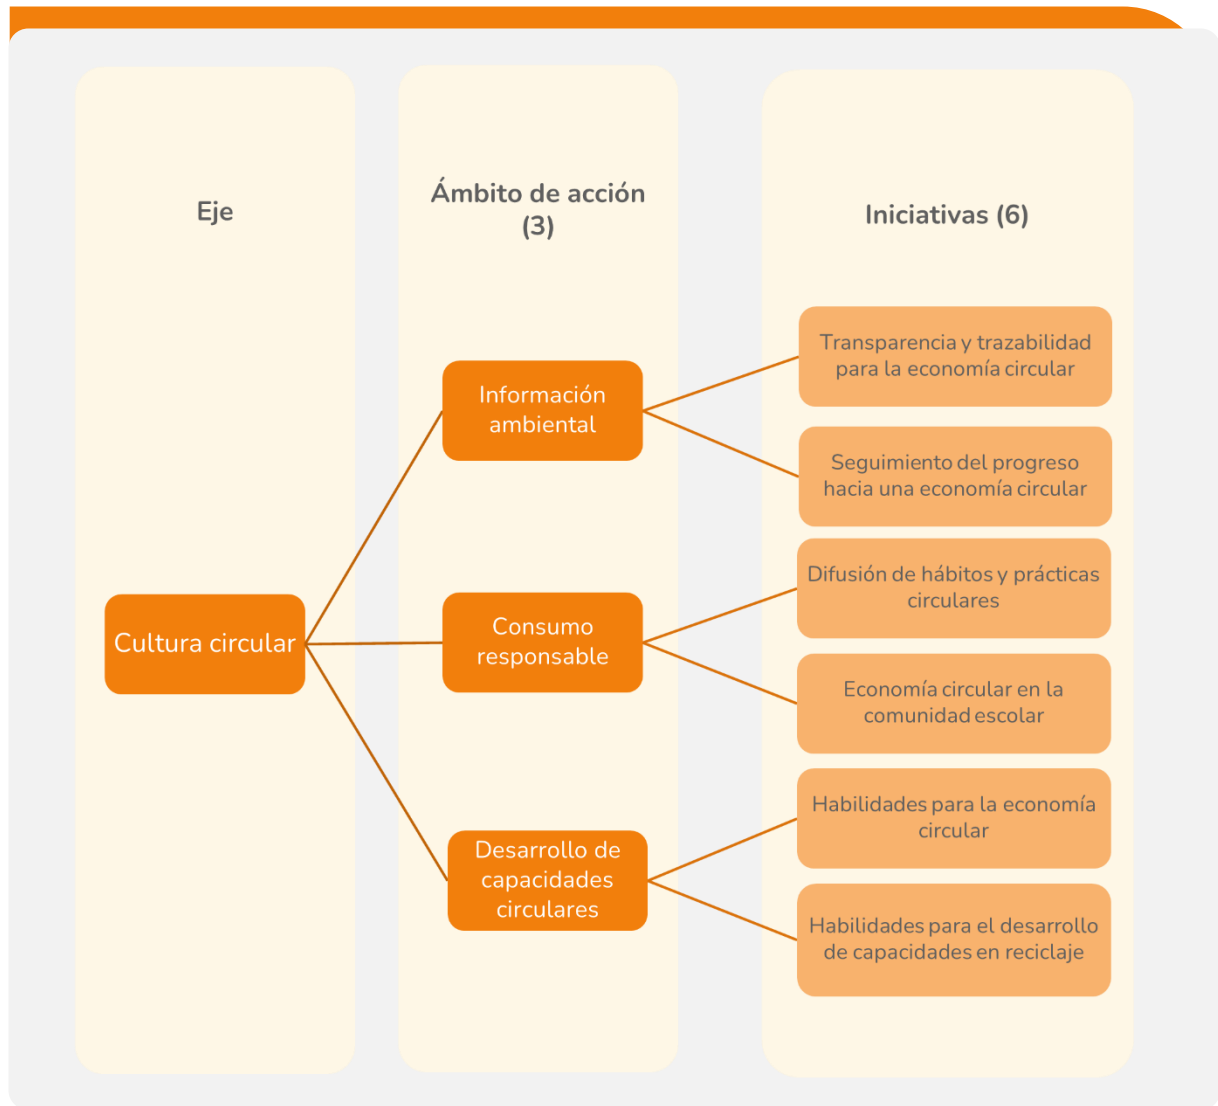 Eje
Ámbito de acción
(3)
Iniciativas (6)
Cultura circular
Información
ambiental
Consumo
responsable
Desarrollo de
capacidades
circulares
Transparencia y trazabilidad
para la economía circular
Seguimiento del progreso
hacia una economía circular
Difusión de hábitos y prácticas
circulares
Economía circular en la
comunidad escolar
Habilidades para la economía
circular
Habilidades para el desarrollo
de capacidades en reciclaje